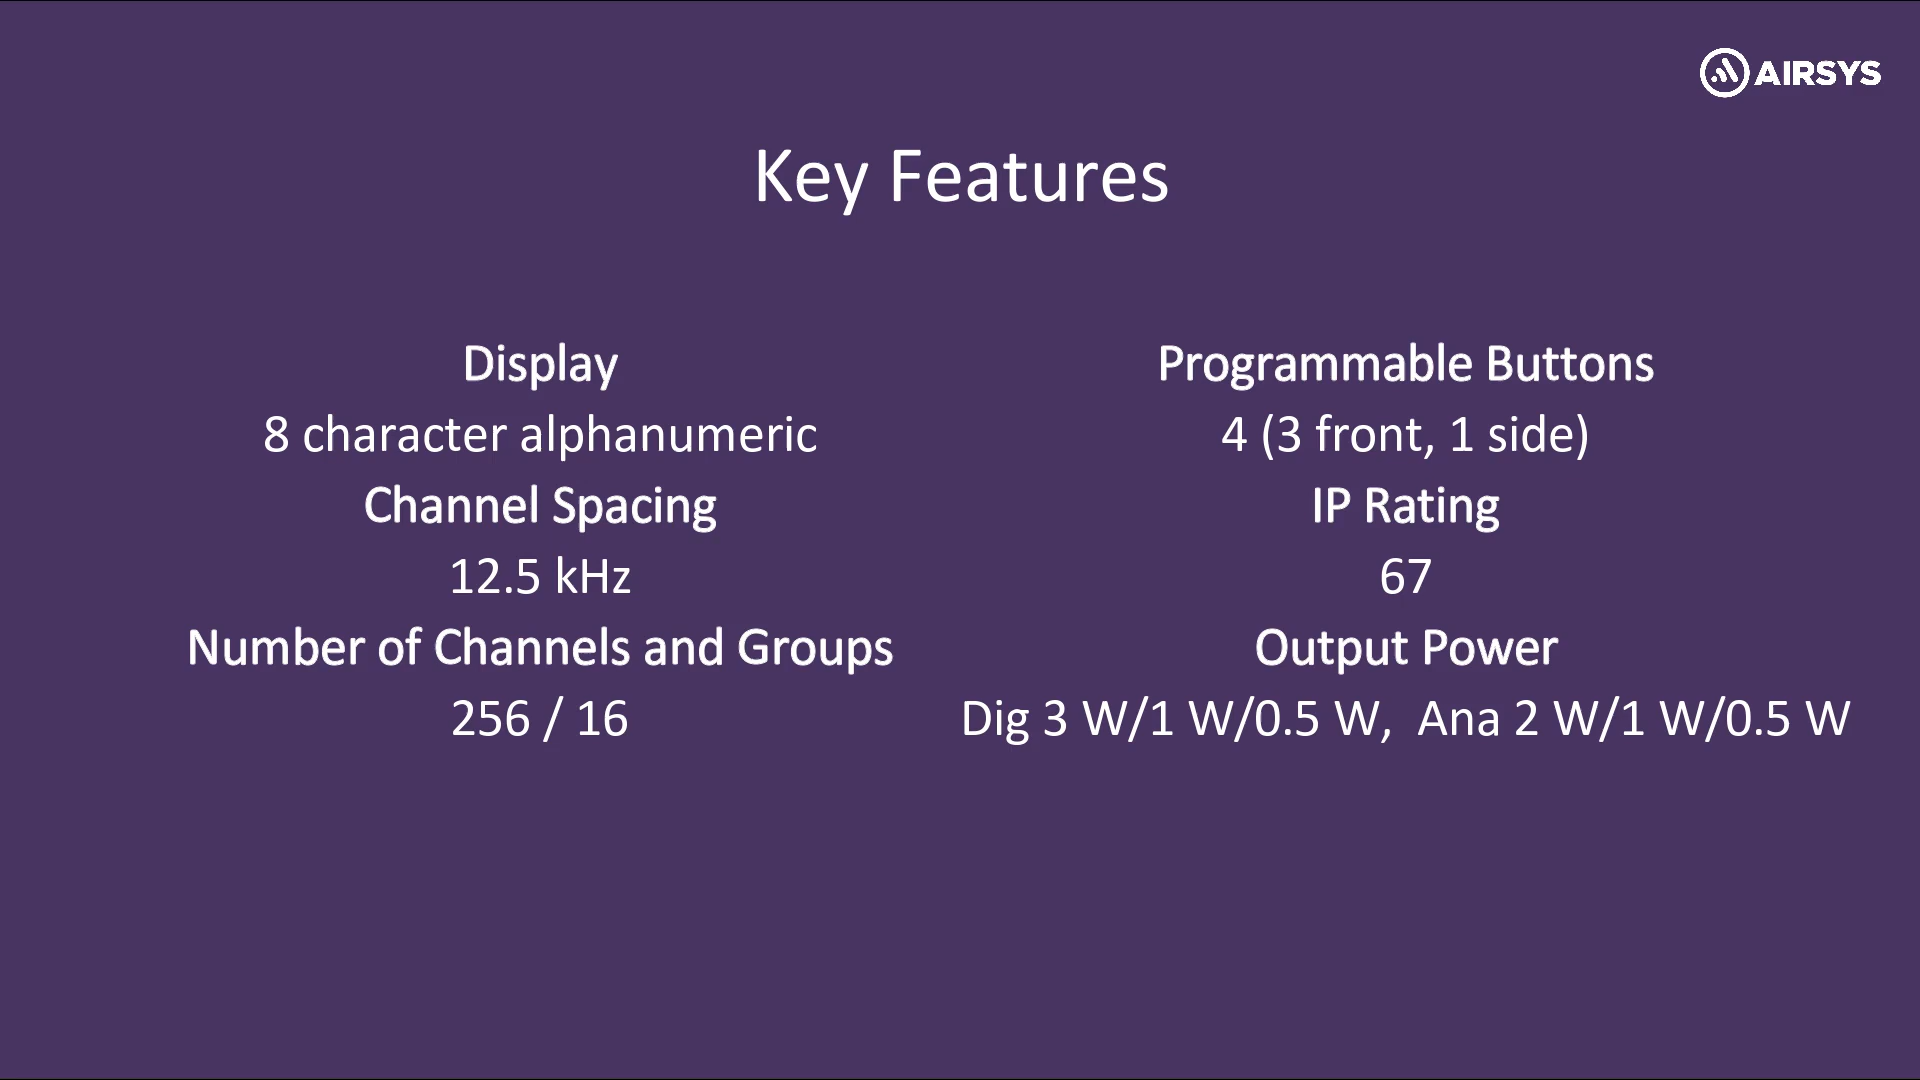 AIRSYS
Key Features
Display
8 character alphanumeric
Channel Spacing
12.5 kHz
Number of Channels and Groups
256 / 16
Programmable Buttons
4 (3 front, 1 side)
IP Rating
67
Output Power
Dig 3 W/1 W/0.5 W,  Ana 2 W/1 W/0.5 W